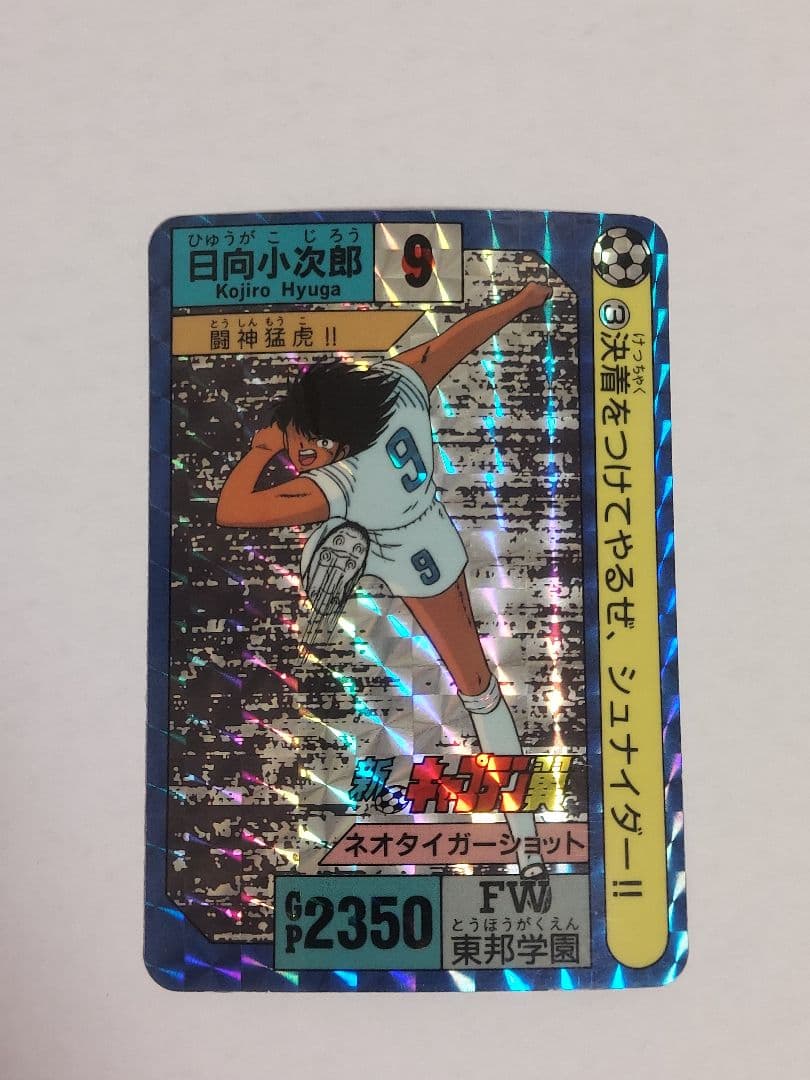 ひゅうがこじろう
日向小次郎
Kojiro Hyuga
9
とうしんもうこ
闘神猛虎!!
③決着をつけてやるぜ、シュナイダー!!
けっちゃく
9
9
新キャプテン翼
ネオタイガーショット
GP2350
FW
とうほうがくえん
東邦学園